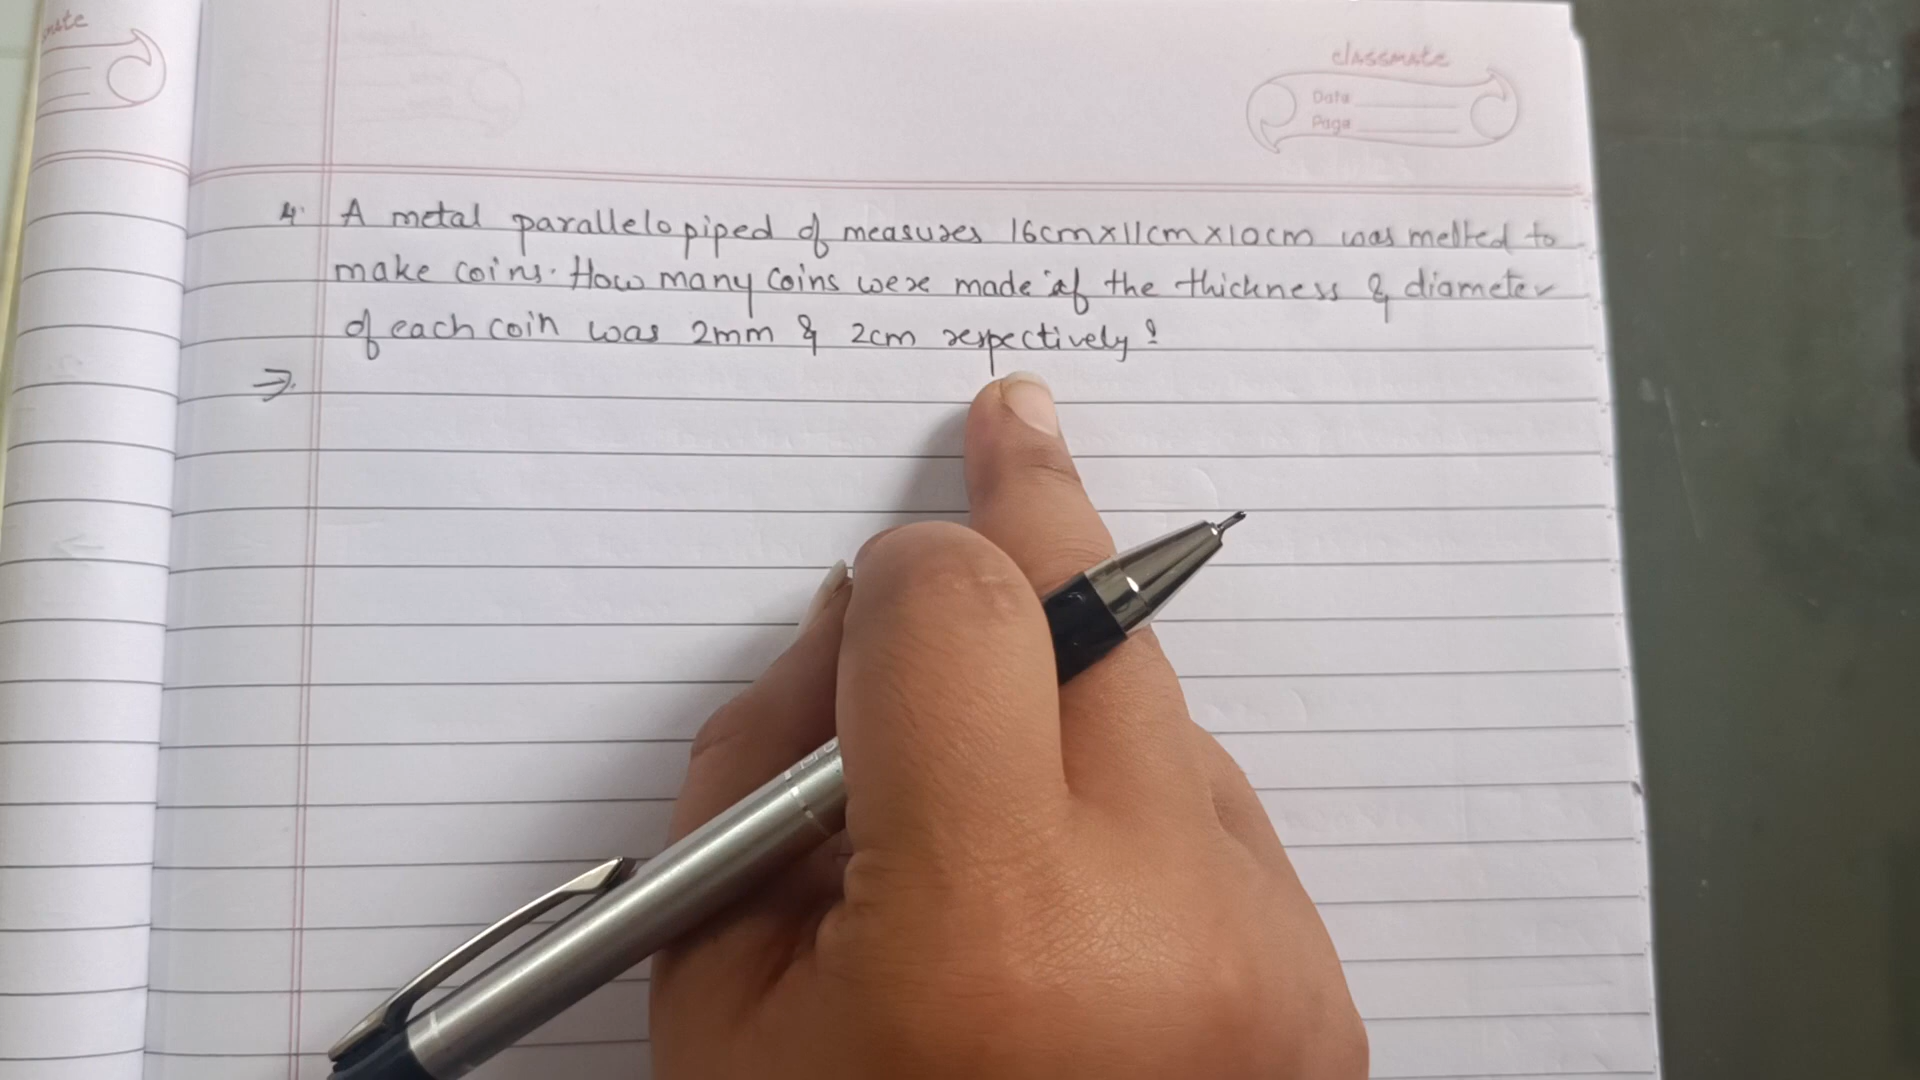 mate
classmate
Date
Page
4. A metal parallelopiped of measures 16cm×11cm×10cm was melted to
make coins. How many coins were made if the thickness & diameter
of each coin was 2mm & 2cm respectively?
⇒.